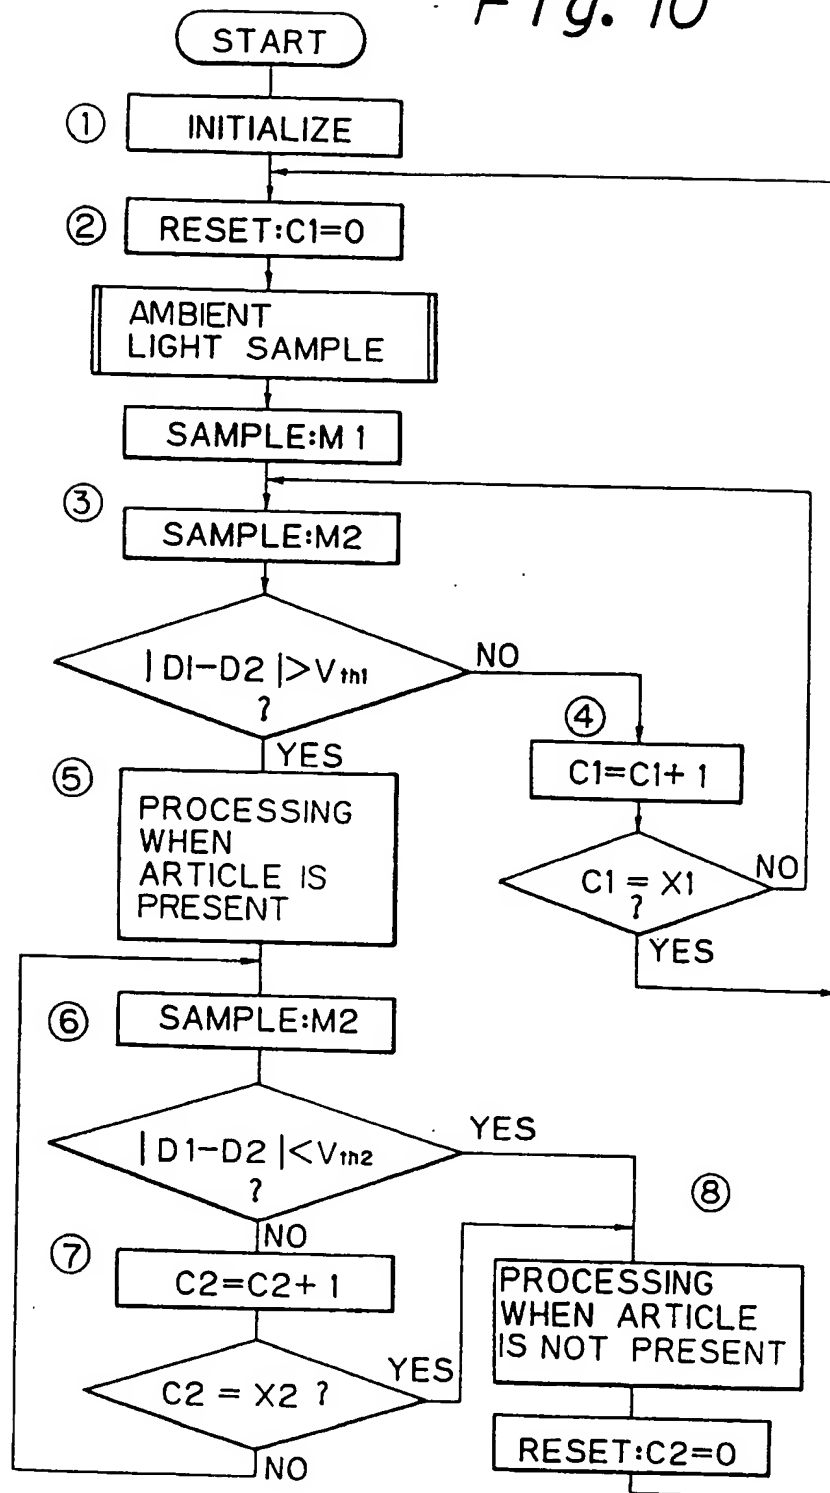 Fig. 10
START
① INITIALIZE
② RESET:C1=0
AMBIENT
LIGHT SAMPLE
SAMPLE:M1
③
SAMPLE:M2
|D1-D2|>Vth1
?
NO
YES
④
C1=C1+1
C1=X1
?
NO
YES
⑤
PROCESSING
WHEN
ARTICLE IS
PRESENT
⑥ SAMPLE:M2
|D1-D2|<Vth2
?
YES
NO
⑦
C2=C2+1
C2=X2?
YES
NO
⑧
PROCESSING
WHEN ARTICLE
IS NOT PRESENT
RESET:C2=0